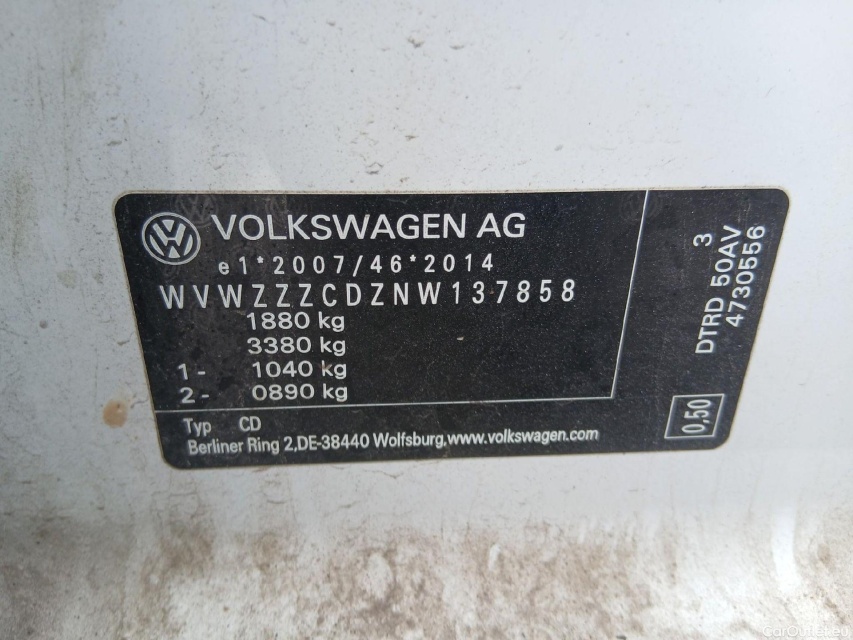 VOLKSWAGEN AG
e1*2007/46*2014
WVWZZZCDZNW137858
1880 kg
3380 kg
1- 1040 kg
2- 0890 kg
Typ CD
Berliner Ring 2,DE-38440 Wolfsburg,www.volkswagen.com
3
DTRD 50AV
4730556
0,50
carOutlet.eu